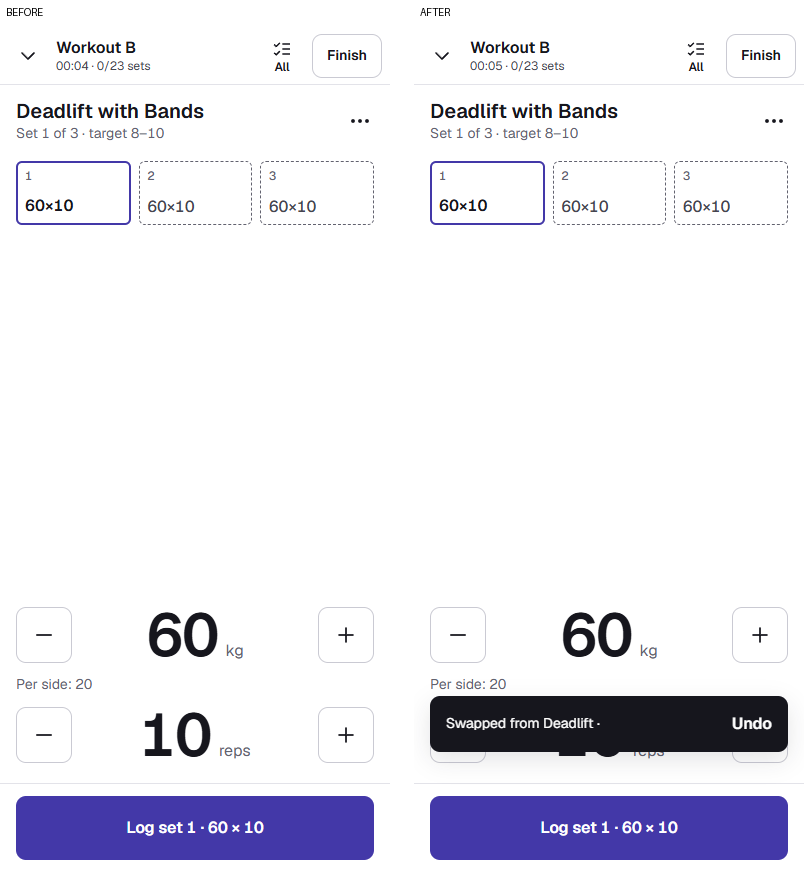 BEFORE
Workout B
00:04 · 0/23 sets
All
Finish
Deadlift with Bands
Set 1 of 3 · target 8–10
1
60×10
2
60×10
3
60×10
60 kg
Per side: 20
10 reps
Log set 1 · 60 × 10
AFTER
Workout B
00:05 · 0/23 sets
All
Finish
Deadlift with Bands
Set 1 of 3 · target 8–10
1
60×10
2
60×10
3
60×10
60 kg
Per side: 20
Swapped from Deadlift ·
Undo
reps
Log set 1 · 60 × 10